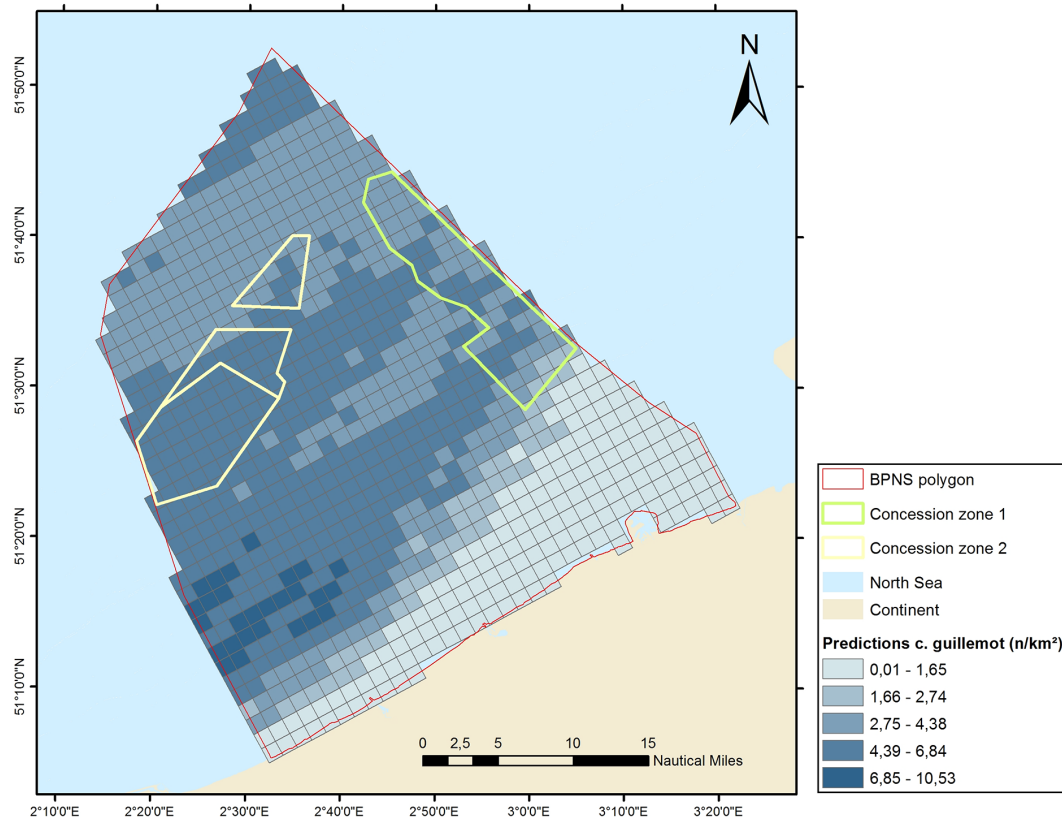 N
51°50'0"N
51°40'0"N
51°30'0"N
51°20'0"N
51°10'0"N
2°10'0"E 2°20'0"E 2°30'0"E 2°40'0"E 2°50'0"E 3°0'0"E 3°10'0"E 3°20'0"E
0 2,5 5 10 15
Nautical Miles
BPNS polygon
Concession zone 1
Concession zone 2
North Sea
Continent
Predictions c. guillemot (n/km²)
0,01 - 1,65
1,66 - 2,74
2,75 - 4,38
4,39 - 6,84
6,85 - 10,53